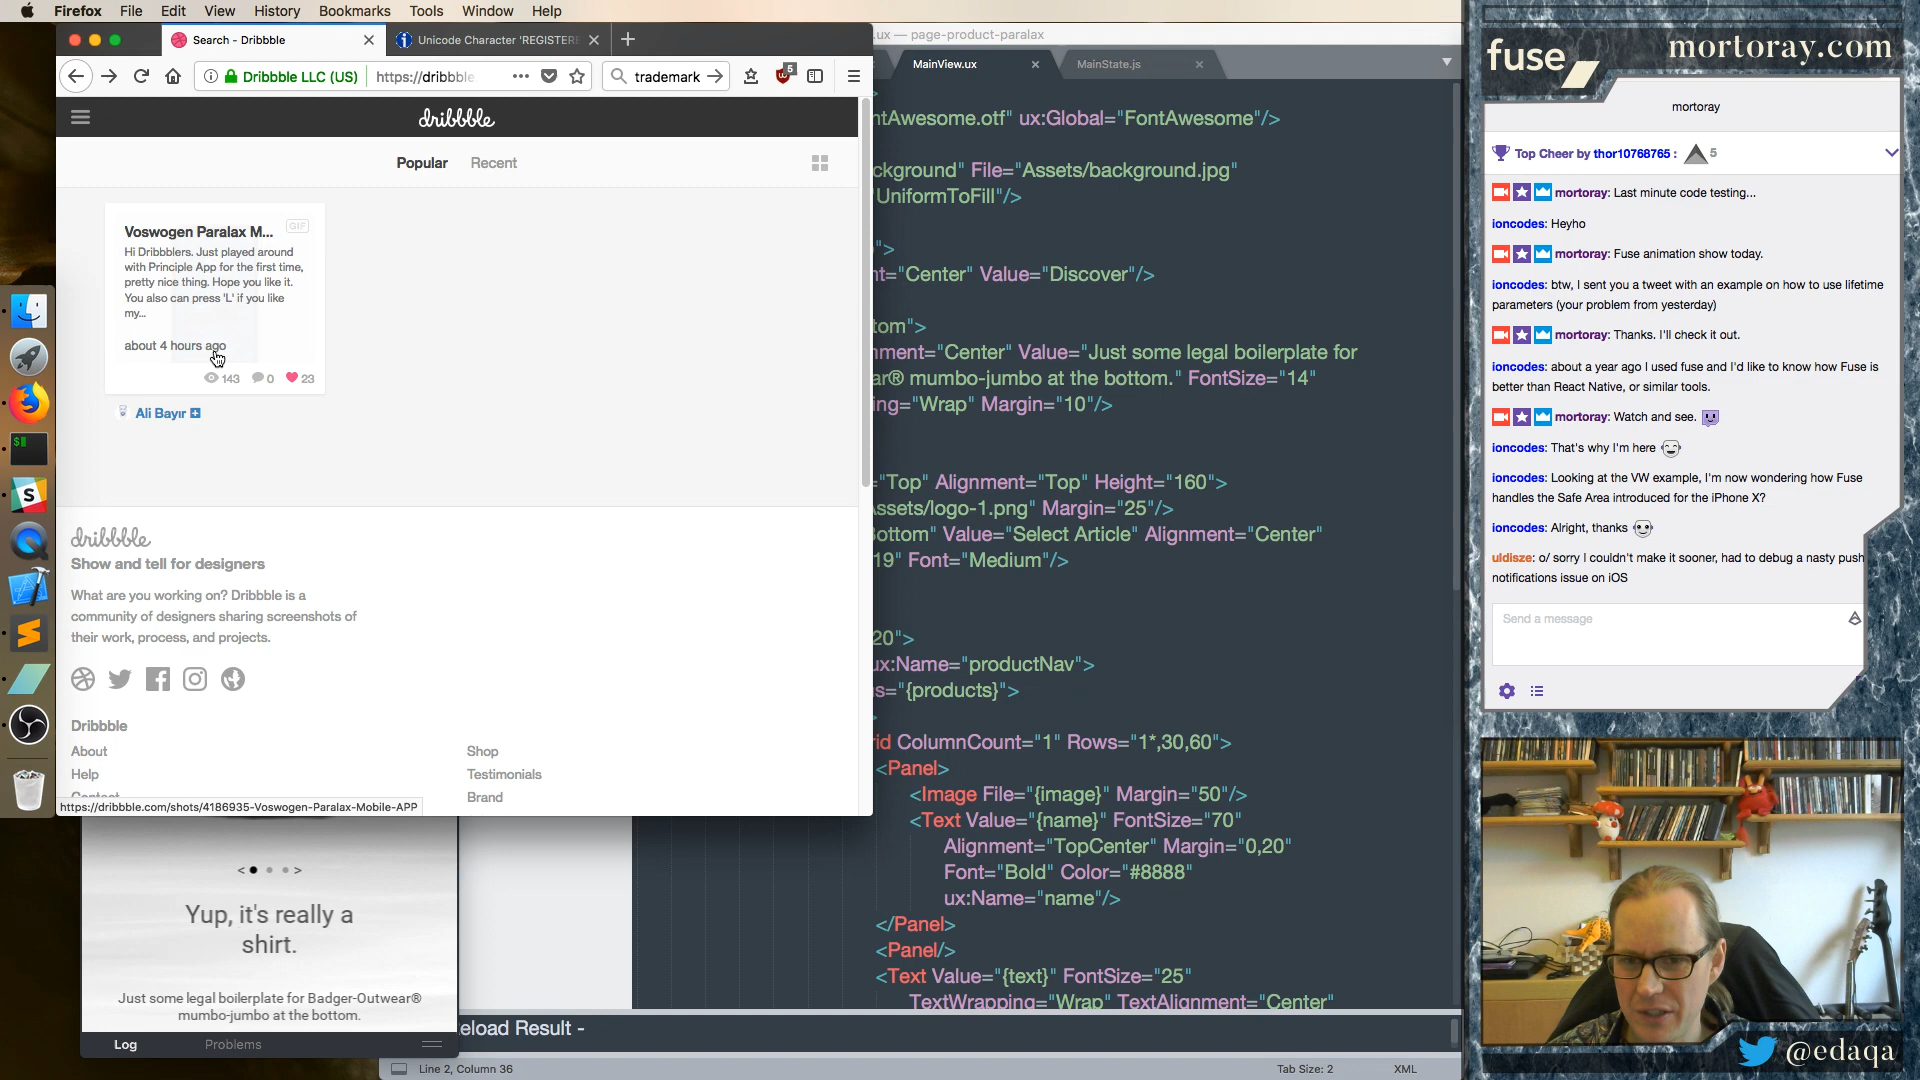 Firefox File Edit View History Bookmarks Tools Window Help
Search - Dribbble
Unicode Character 'REGISTERE
.ux — page-product-paralax
Dribbble LLC (US)
https://dribbble
trademark
5
dribbble
Popular
Recent
Voswogen Paralax M...
GIF
Hi Dribbblers. Just played around
with Principle App for the first time,
pretty nice thing. Hope you like it.
You also can press 'L' if you like
my...
about 4 hours ago
143
0
23
Ali Bayır
dribbble
Show and tell for designers
What are you working on? Dribbble is a
community of designers sharing screenshots of
their work, process, and projects.
Dribbble
About
Shop
Help
Testimonials
Brand
https://dribbble.com/shots/4186935-Voswogen-Paralax-Mobile-APP
< >
Yup, it's really a
shirt.
Just some legal boilerplate for Badger-Outwear®
mumbo-jumbo at the bottom.
Log
Problems
MainView.ux
MainState.js
>
ntAwesome.otf" ux:Global="FontAwesome"/>
ckground" File="Assets/background.jpg"
"UniformToFill"/>
">
nt="Center" Value="Discover"/>
tom">
nment="Center" Value="Just some legal boilerplate for
ar® mumbo-jumbo at the bottom." FontSize="14"
ing="Wrap" Margin="10"/>
="Top" Alignment="Top" Height="160">
Assets/logo-1.png" Margin="25"/>
Bottom" Value="Select Article" Alignment="Center"
"19" Font="Medium"/>
20">
ux:Name="productNav">
s="{products}">
>
id ColumnCount="1" Rows="1*,30,60">
<Panel>
<Image File="{image}" Margin="50"/>
<Text Value="{name}" FontSize="70"
Alignment="TopCenter" Margin="0,20"
Font="Bold" Color="#8888"
ux:Name="name"/>
</Panel>
<Panel/>
<Text Value="{text}" FontSize="25"
TextWrapping="Wrap" TextAlignment="Center"
eload Result -
Line 2, Column 36
Tab Size: 2
XML
fuse
mortoray.com
mortoray
Top Cheer by thor10768765 : 5
mortoray: Last minute code testing...
ioncodes: Heyho
mortoray: Fuse animation show today.
ioncodes: btw, I sent you a tweet with an example on how to use lifetime
parameters (your problem from yesterday)
mortoray: Thanks. I'll check it out.
ioncodes: about a year ago I used fuse and I'd like to know how Fuse is
better than React Native, or similar tools.
mortoray: Watch and see.
ioncodes: That's why I'm here
ioncodes: Looking at the VW example, I'm now wondering how Fuse
handles the Safe Area introduced for the iPhone X?
ioncodes: Alright, thanks
uldisze: o/ sorry I couldn't make it sooner, had to debug a nasty push
notifications issue on iOS
Send a message
@edaqa